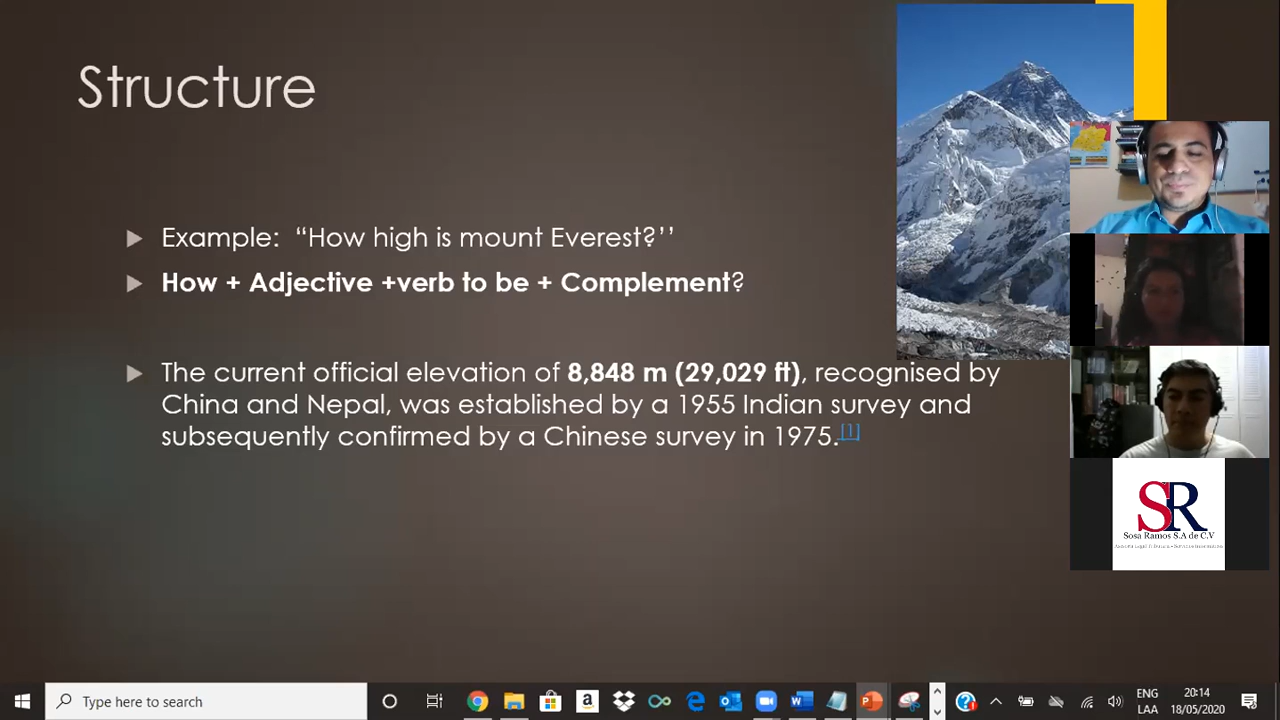 Structure
Example: “How high is mount Everest?’’
How + Adjective +verb to be + Complement?
The current official elevation of 8,848 m (29,029 ft), recognised by
China and Nepal, was established by a 1955 Indian survey and
subsequently confirmed by a Chinese survey in 1975.[1]
SR
Sosa Ramos S.A de C.V
Type here to search
ENG
LAA
20:14
18/05/2020